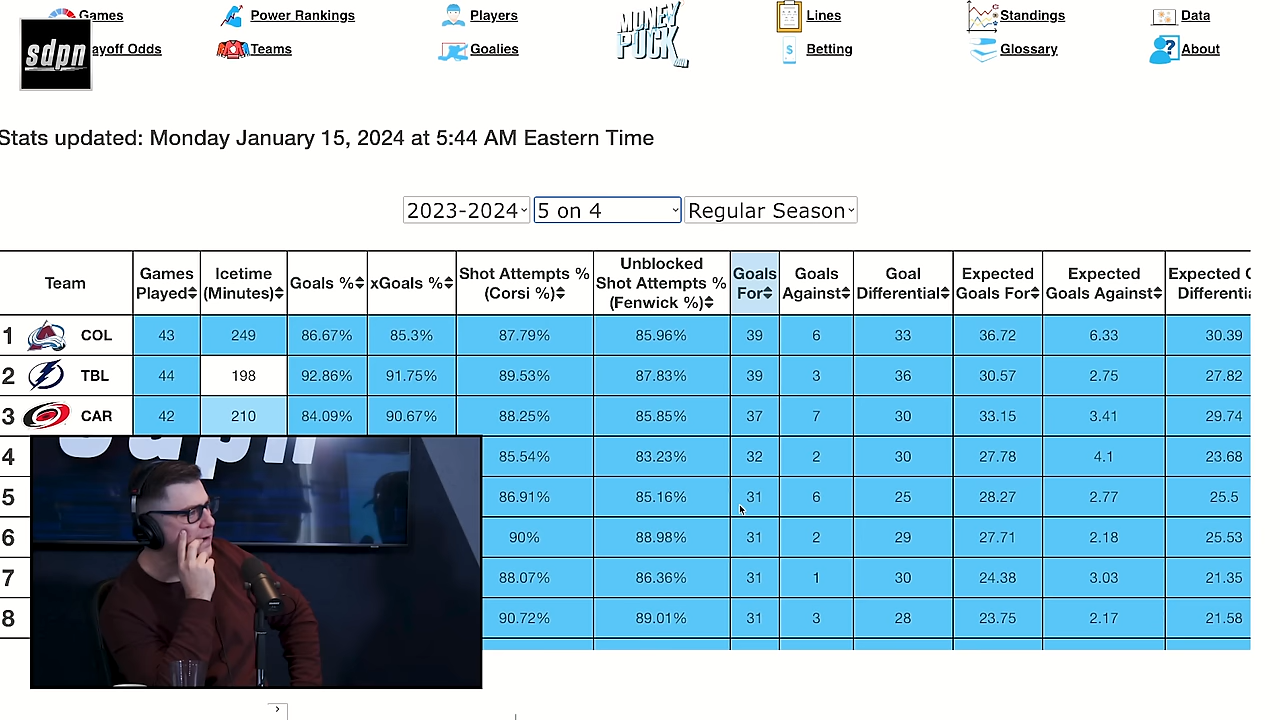 Games
Power Rankings
Players
MONEY
PUCK
Lines
Standings
Data
sdpn
ayoff Odds
Teams
Goalies
Betting
Glossary
About
Stats updated: Monday January 15, 2024 at 5:44 AM Eastern Time
2023-2024
5 on 4
Regular Season
Team
Games Played
Icetime (Minutes)
Goals %
xGoals %
Shot Attempts % (Corsi %)
Unblocked Shot Attempts % (Fenwick %)
Goals For
Goals Against
Goal Differential
Expected Goals For
Expected Goals Against
Expected G
Differentia
1 COL 43 249 86.67% 85.3% 87.79% 85.96% 39 6 33 36.72 6.33 30.39
2 TBL 44 198 92.86% 91.75% 89.53% 87.83% 39 3 36 30.57 2.75 27.82
3 CAR 42 210 84.09% 90.67% 88.25% 85.85% 37 7 30 33.15 3.41 29.74
4 85.54% 83.23% 32 2 30 27.78 4.1 23.68
5 86.91% 85.16% 31 6 25 28.27 2.77 25.5
6 90% 88.98% 31 2 29 27.71 2.18 25.53
7 88.07% 86.36% 31 1 30 24.38 3.03 21.35
8 90.72% 89.01% 31 3 28 23.75 2.17 21.58
sdpn